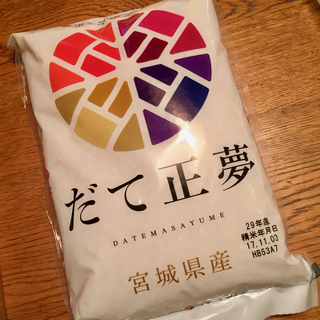 だて正夢
DATEMASAYUME
宮城県産
29年産
精米年月日
17.11.03
HB53A7